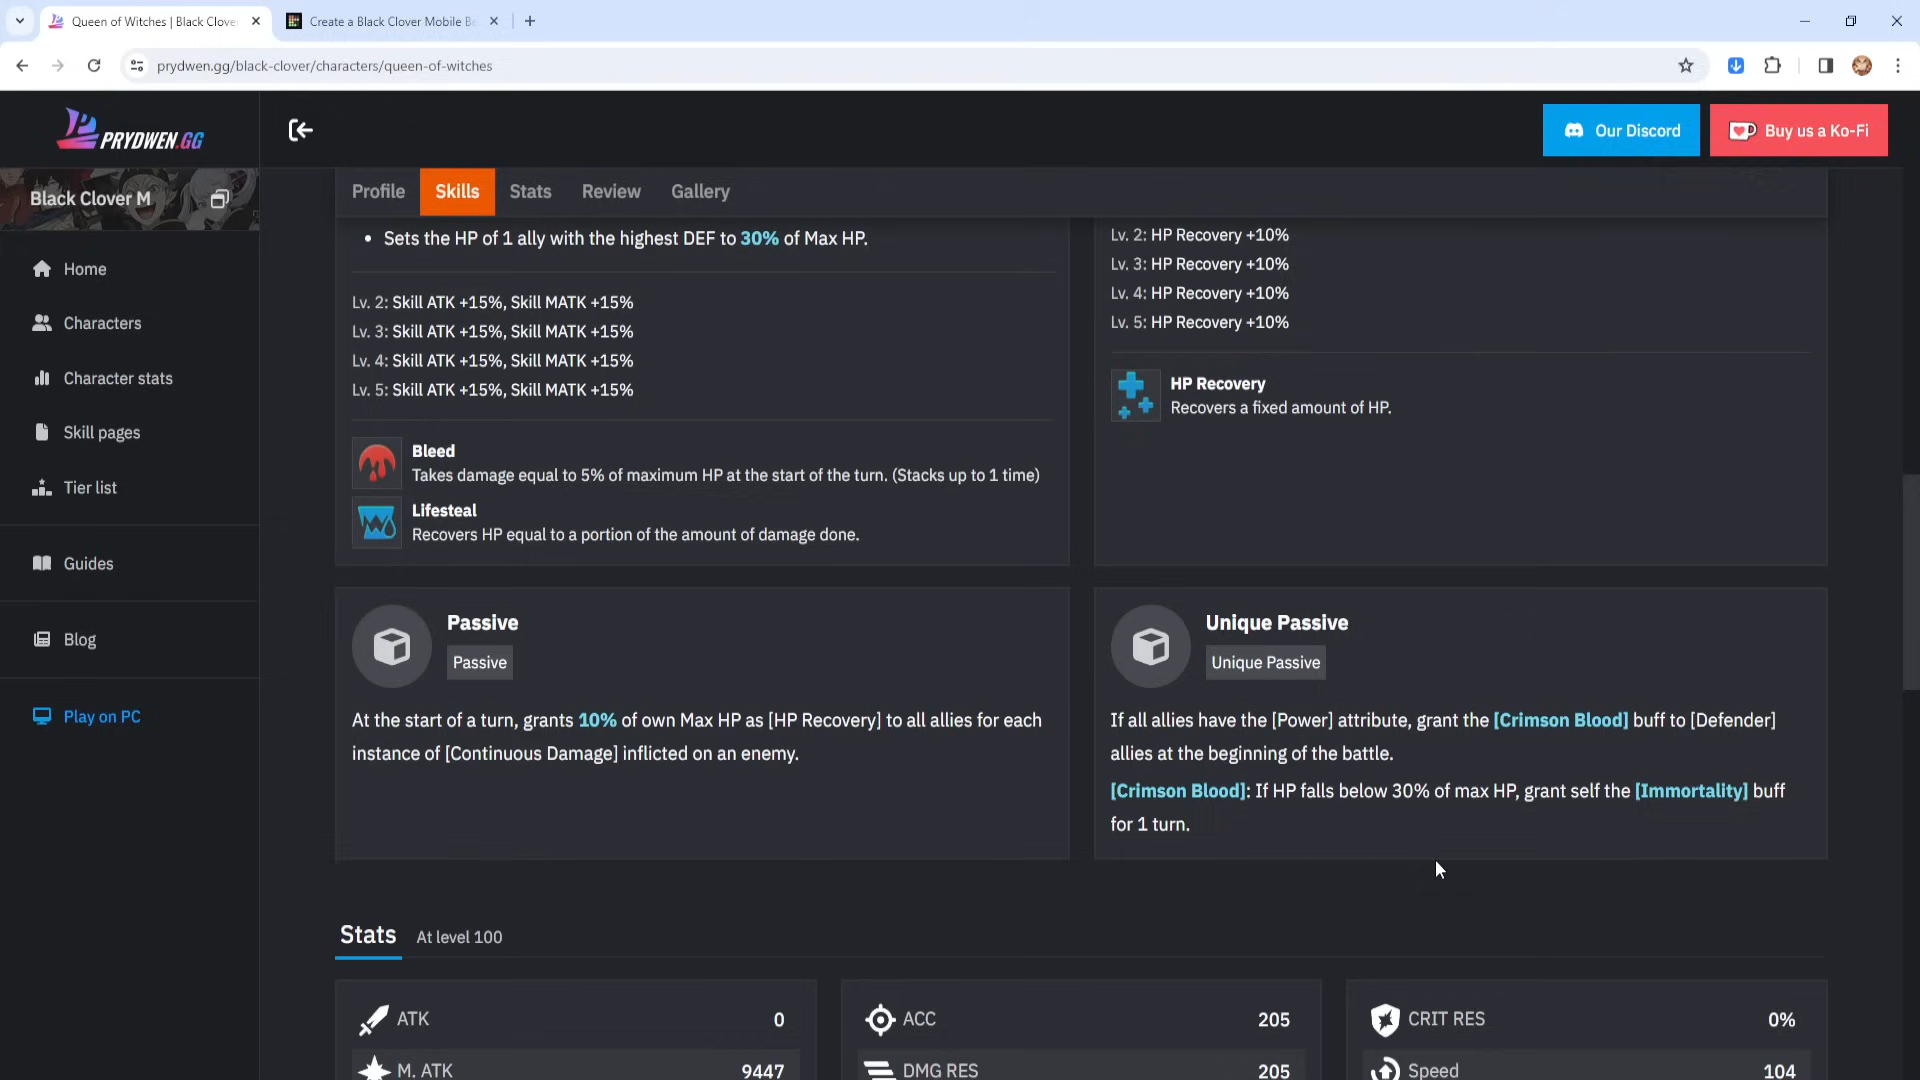 Queen of Witches | Black Clove
Create a Black Clover Mobile Be
prydwen.gg/black-clover/characters/queen-of-witches
PRYDWEN.GG
Our Discord
Buy us a Ko-Fi
Black Clover M
Home
Characters
Character stats
Skill pages
Tier list
Guides
Blog
Play on PC
Profile
Skills
Stats
Review
Gallery
• Sets the HP of 1 ally with the highest DEF to 30% of Max HP.
Lv. 2: Skill ATK +15%, Skill MATK +15%
Lv. 3: Skill ATK +15%, Skill MATK +15%
Lv. 4: Skill ATK +15%, Skill MATK +15%
Lv. 5: Skill ATK +15%, Skill MATK +15%
Bleed
Takes damage equal to 5% of maximum HP at the start of the turn. (Stacks up to 1 time)
Lifesteal
Recovers HP equal to a portion of the amount of damage done.
Lv. 2: HP Recovery +10%
Lv. 3: HP Recovery +10%
Lv. 4: HP Recovery +10%
Lv. 5: HP Recovery +10%
HP Recovery
Recovers a fixed amount of HP.
Passive
Passive
At the start of a turn, grants 10% of own Max HP as [HP Recovery] to all allies for each
instance of [Continuous Damage] inflicted on an enemy.
Unique Passive
Unique Passive
If all allies have the [Power] attribute, grant the [Crimson Blood] buff to [Defender]
allies at the beginning of the battle.
[Crimson Blood]: If HP falls below 30% of max HP, grant self the [Immortality] buff
for 1 turn.
Stats At level 100
ATK 0
M. ATK 9447
ACC 205
DMG RES 205
CRIT RES 0%
Speed 104